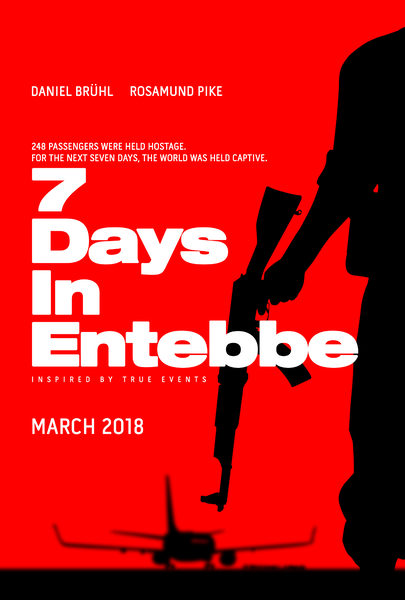 DANIEL BRÜHL ROSAMUND PIKE
248 PASSENGERS WERE HELD HOSTAGE.
FOR THE NEXT SEVEN DAYS, THE WORLD WAS HELD CAPTIVE.
7
Days
In
Entebbe
INSPIRED BY TRUE EVENTS
MARCH 2018